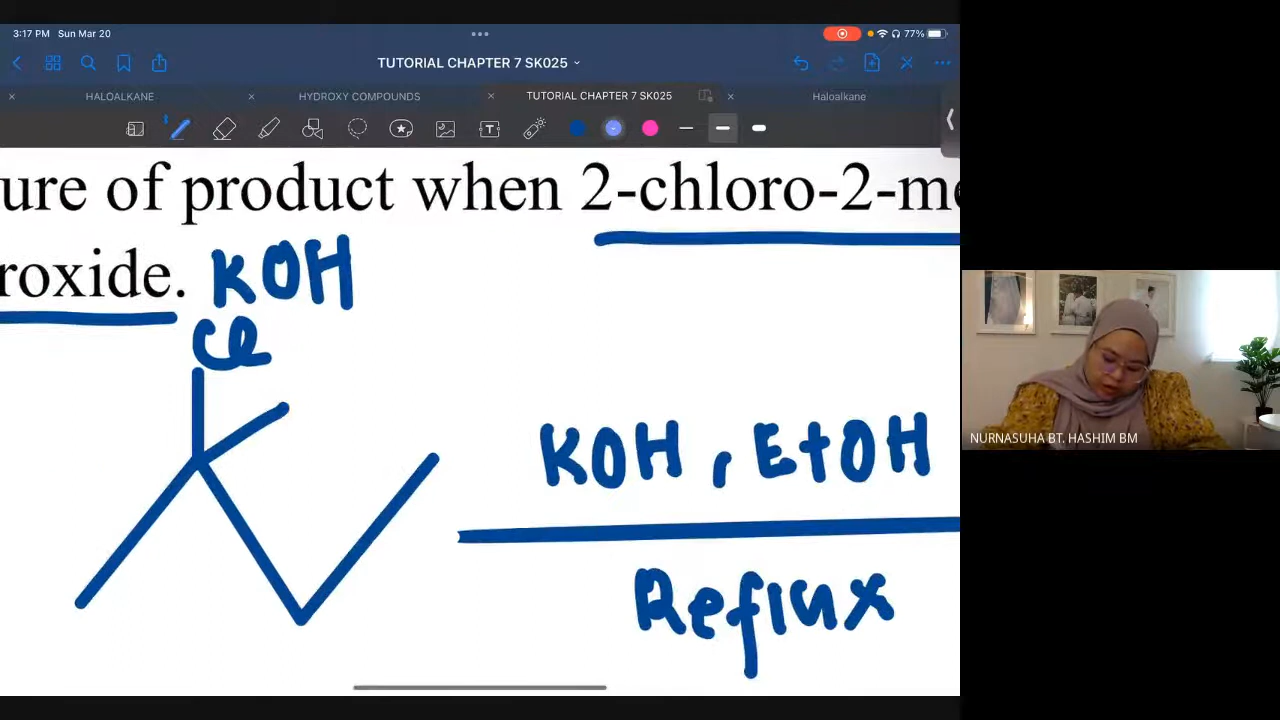 3:17 PM Sun Mar 20
77%
TUTORIAL CHAPTER 7 SK025
HALOALKANE
HYDROXY COMPOUNDS
TUTORIAL CHAPTER 7 SK025
Haloalkane
ure of product when 2-chloro-2-me
roxide. KOH
Cl
KOH, EtOH
Reflux
NURNASUHA BT. HASHIM BM